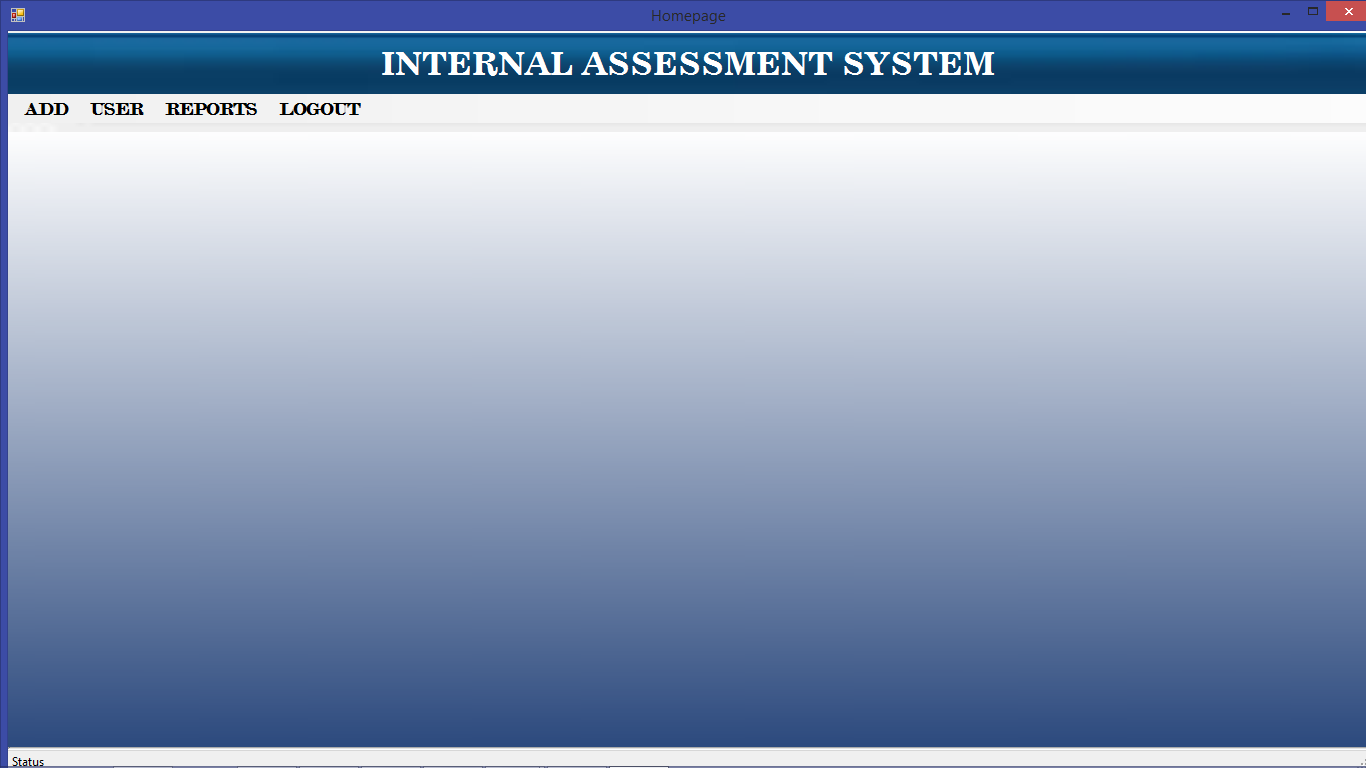 Homepage
INTERNAL ASSESSMENT SYSTEM
ADD USER REPORTS LOGOUT
Status